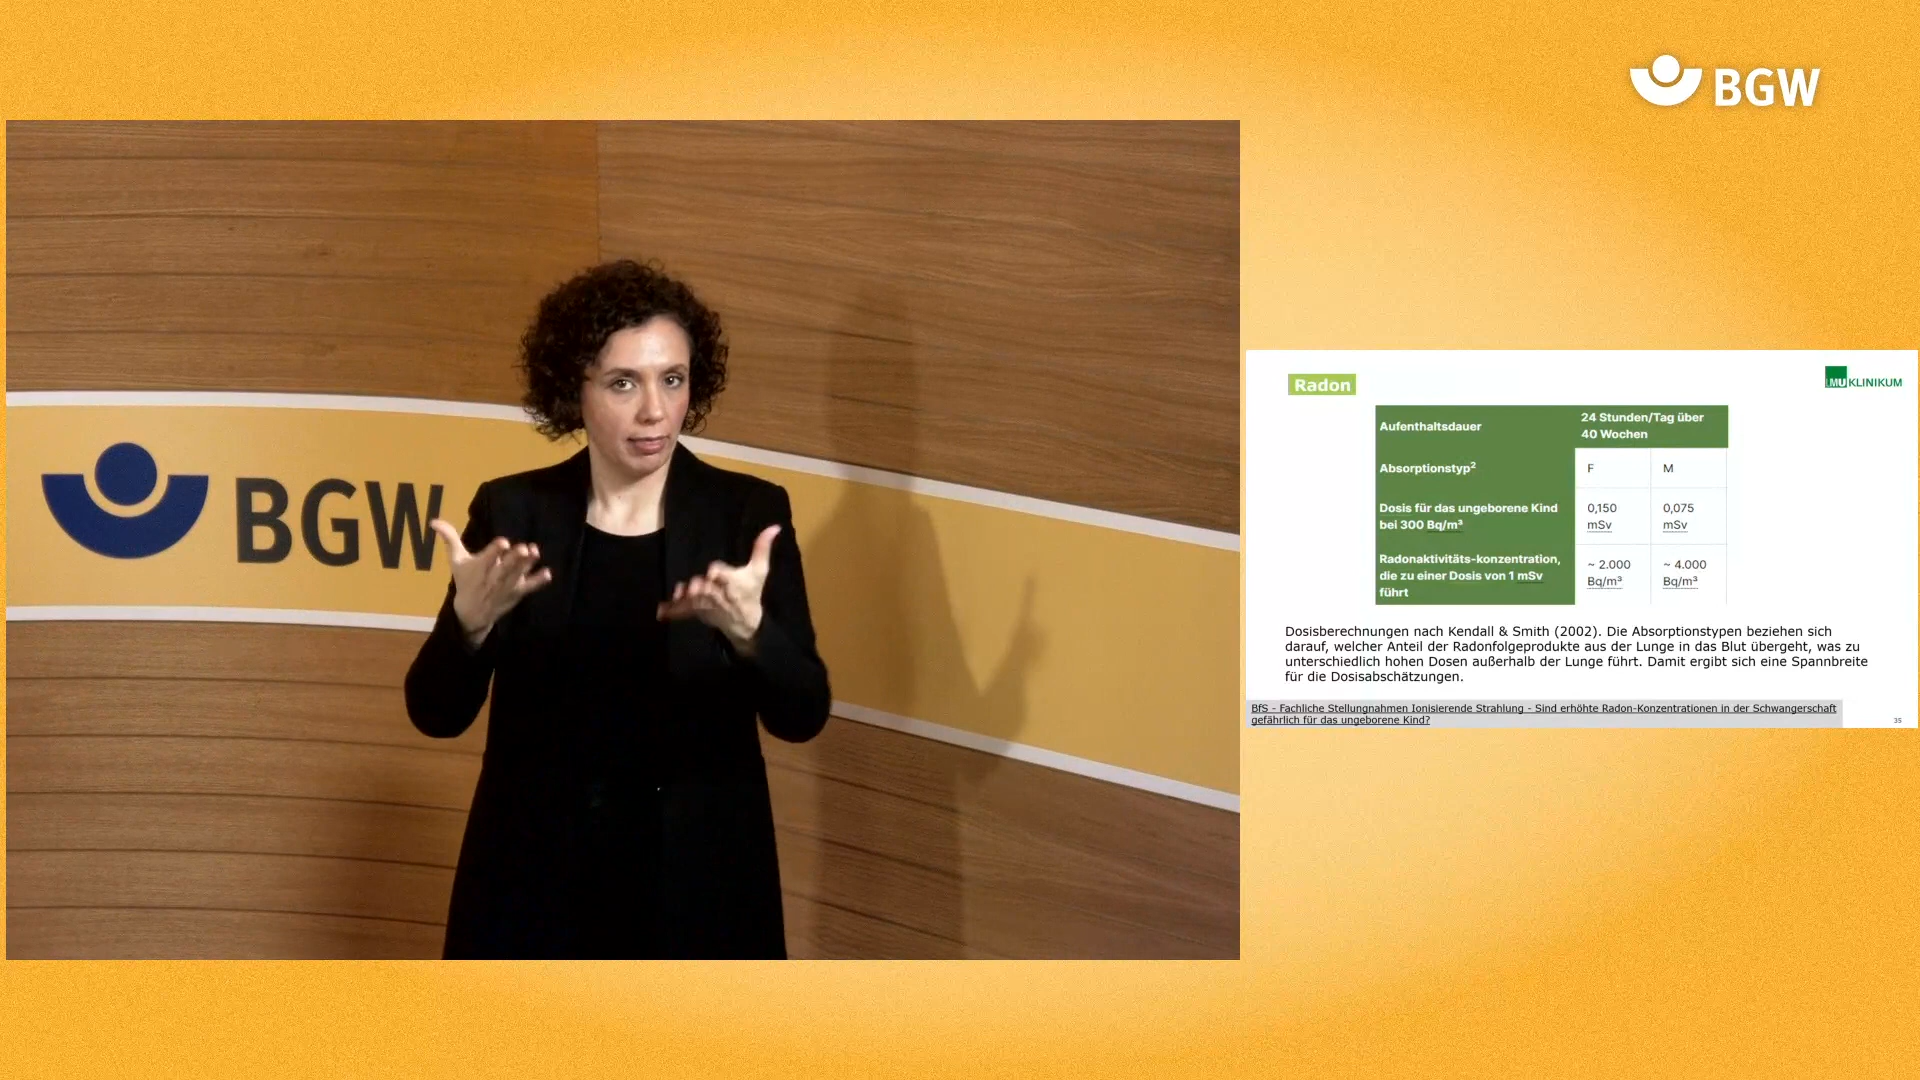 BGW
BGW
Radon
LMU KLINIKUM
Aufenthaltsdauer
24 Stunden/Tag über
40 Wochen
Absorptionstyp²
F
M
Dosis für das ungeborene Kind
bei 300 Bq/m³
0,150
mSv
0,075
mSv
Radonaktivitäts-konzentration,
die zu einer Dosis von 1 mSv
führt
~ 2.000
Bq/m³
~ 4.000
Bq/m³
Dosisberechnungen nach Kendall & Smith (2002). Die Absorptionstypen beziehen sich
darauf, welcher Anteil der Radonfolgeprodukte aus der Lunge in das Blut übergeht, was zu
unterschiedlich hohen Dosen außerhalb der Lunge führt. Damit ergibt sich eine Spannbreite
für die Dosisabschätzungen.
BfS - Fachliche Stellungnahmen Ionisierende Strahlung - Sind erhöhte Radon-Konzentrationen in der Schwangerschaft
gefährlich für das ungeborene Kind?
35